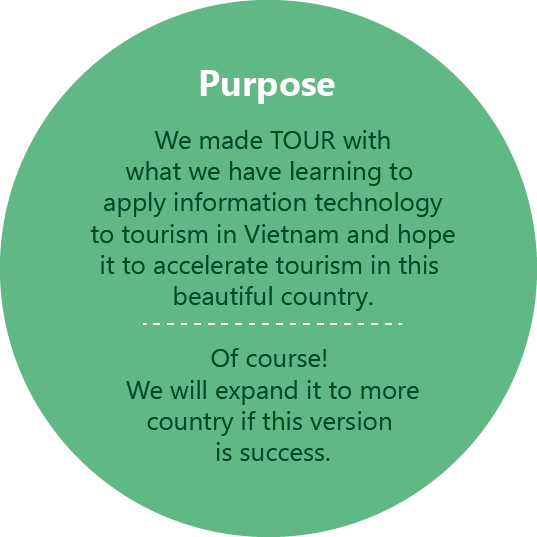 Purpose
We made TOUR with
what we have learning to
apply information technology
to tourism in Vietnam and hope
it to accelerate tourism in this
beautiful country.
Of course!
We will expand it to more
country if this version
is success.